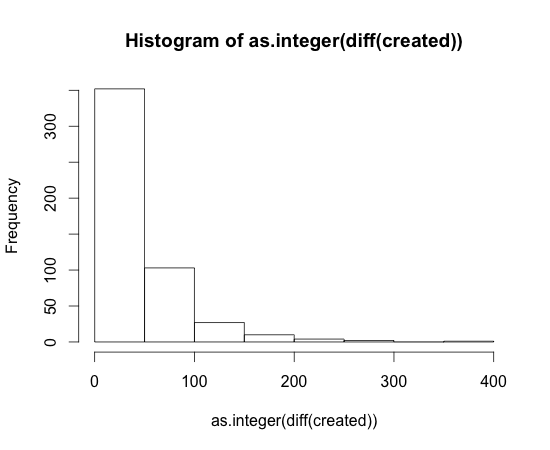 Histogram of as.integer(diff(created))
Frequency
300
200
100
50
0
0 100 200 300 400
as.integer(diff(created))